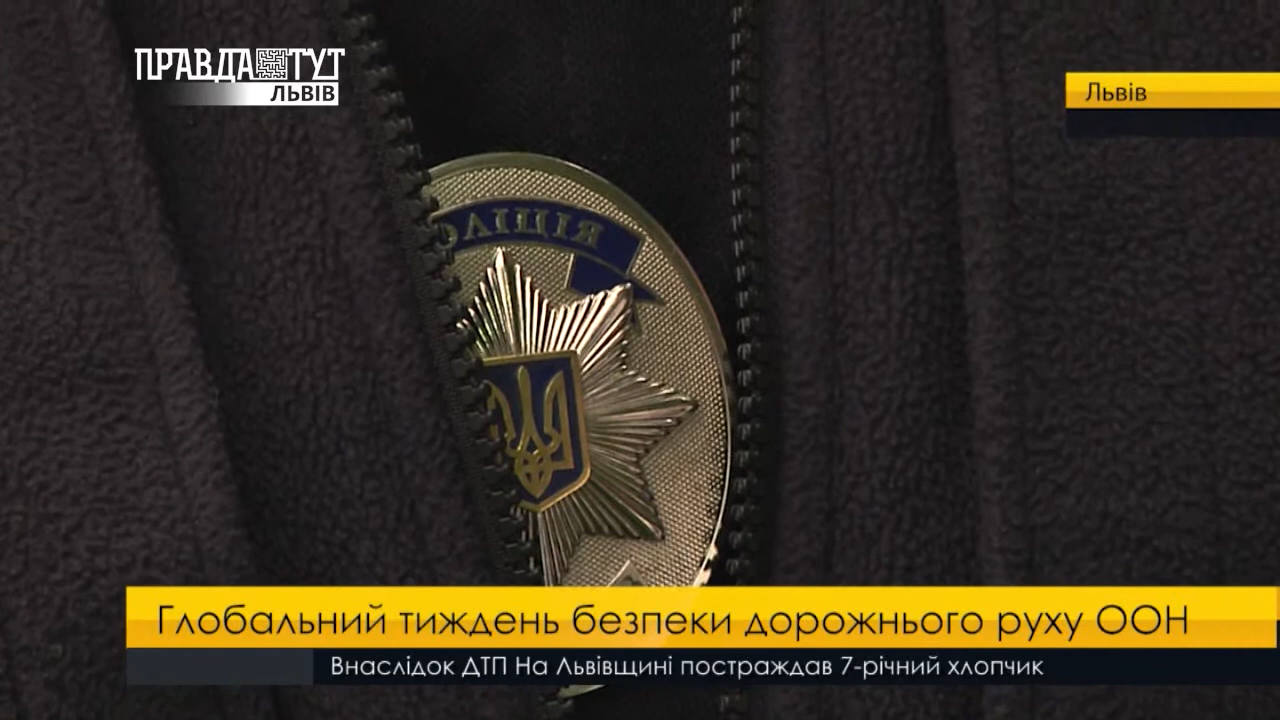 ПРАВДА ТУТ
ЛЬВІВ
Львів
ОЛІЦІЯ
Глобальний тиждень безпеки дорожнього руху ООН
Внаслідок ДТП На Львівщині постраждав 7-річний хлопчик